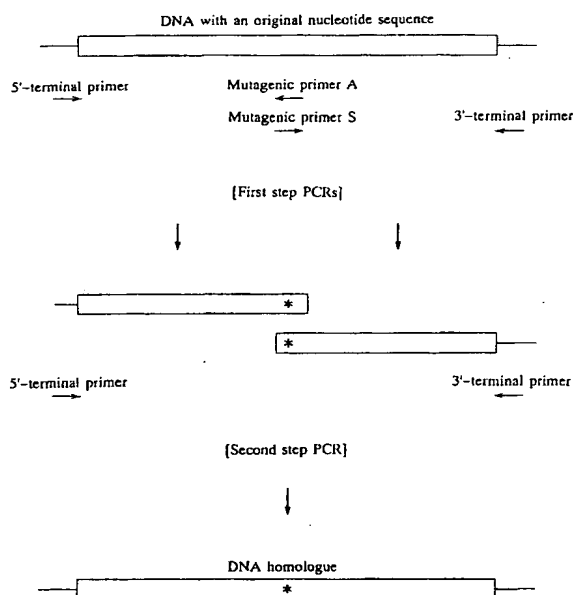 DNA with an original nucleotide sequence
5'-terminal primer
Mutagenic primer A
Mutagenic primer S
3'-terminal primer
[First step PCRs]
*
*
5'-terminal primer
3'-terminal primer
[Second step PCR]
DNA homologue
*